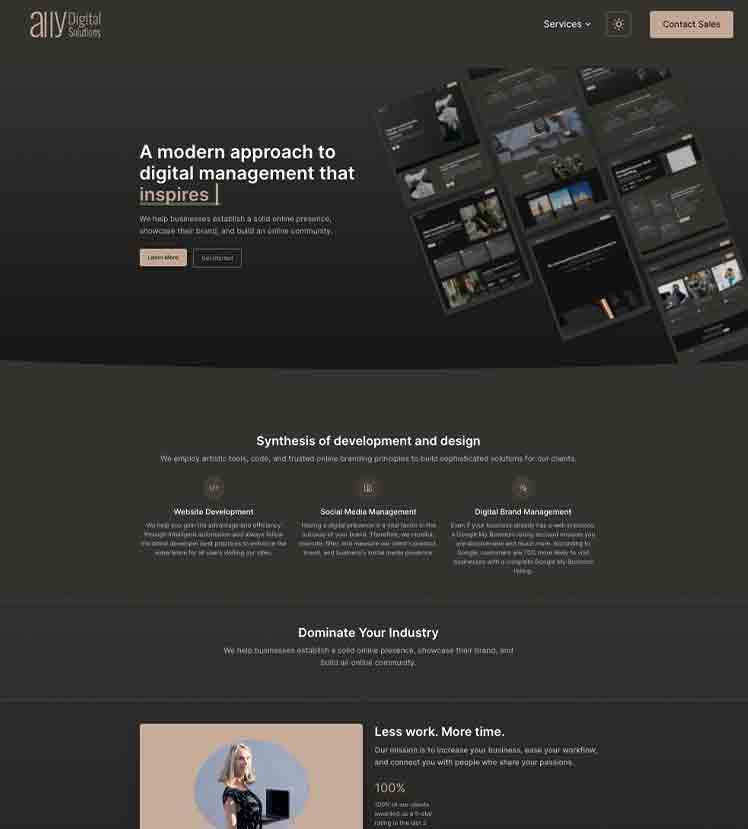 ally Digital
Solutions
Services
Contact Sales
A modern approach to
digital management that
inspires
We help businesses establish a solid online presence,
showcase their brand, and build an online community.
Learn More
Get Started
Synthesis of development and design
We employ artistic tools, code, and trusted online branding principles to build sophisticated solutions for our clients.
Website Development
We help you gain the advantage and efficiency
through intelligent automation and always follow
the latest developer best practices to enhance the
experience for all users visiting our sites.
Social Media Management
Having a digital presence is a vital factor in the
outcome of your brand. Therefore, we monitor,
moderate, filter, and measure our client's product,
brand, and business's social media presence.
Digital Brand Management
Even if your business already has a web presence,
a Google My Business listing account ensures you
are discoverable and much more. According to
Google, customers are 70% more likely to visit
businesses with a complete Google My Business
listing.
Dominate Your Industry
We help businesses establish a solid online presence, showcase their brand, and
build an online community.
Less work. More time.
Our mission is to increase your business, ease your workflow,
and connect you with people who share your passions.
100%
100% of our clients
awarded us a 5-star
rating in the last 2